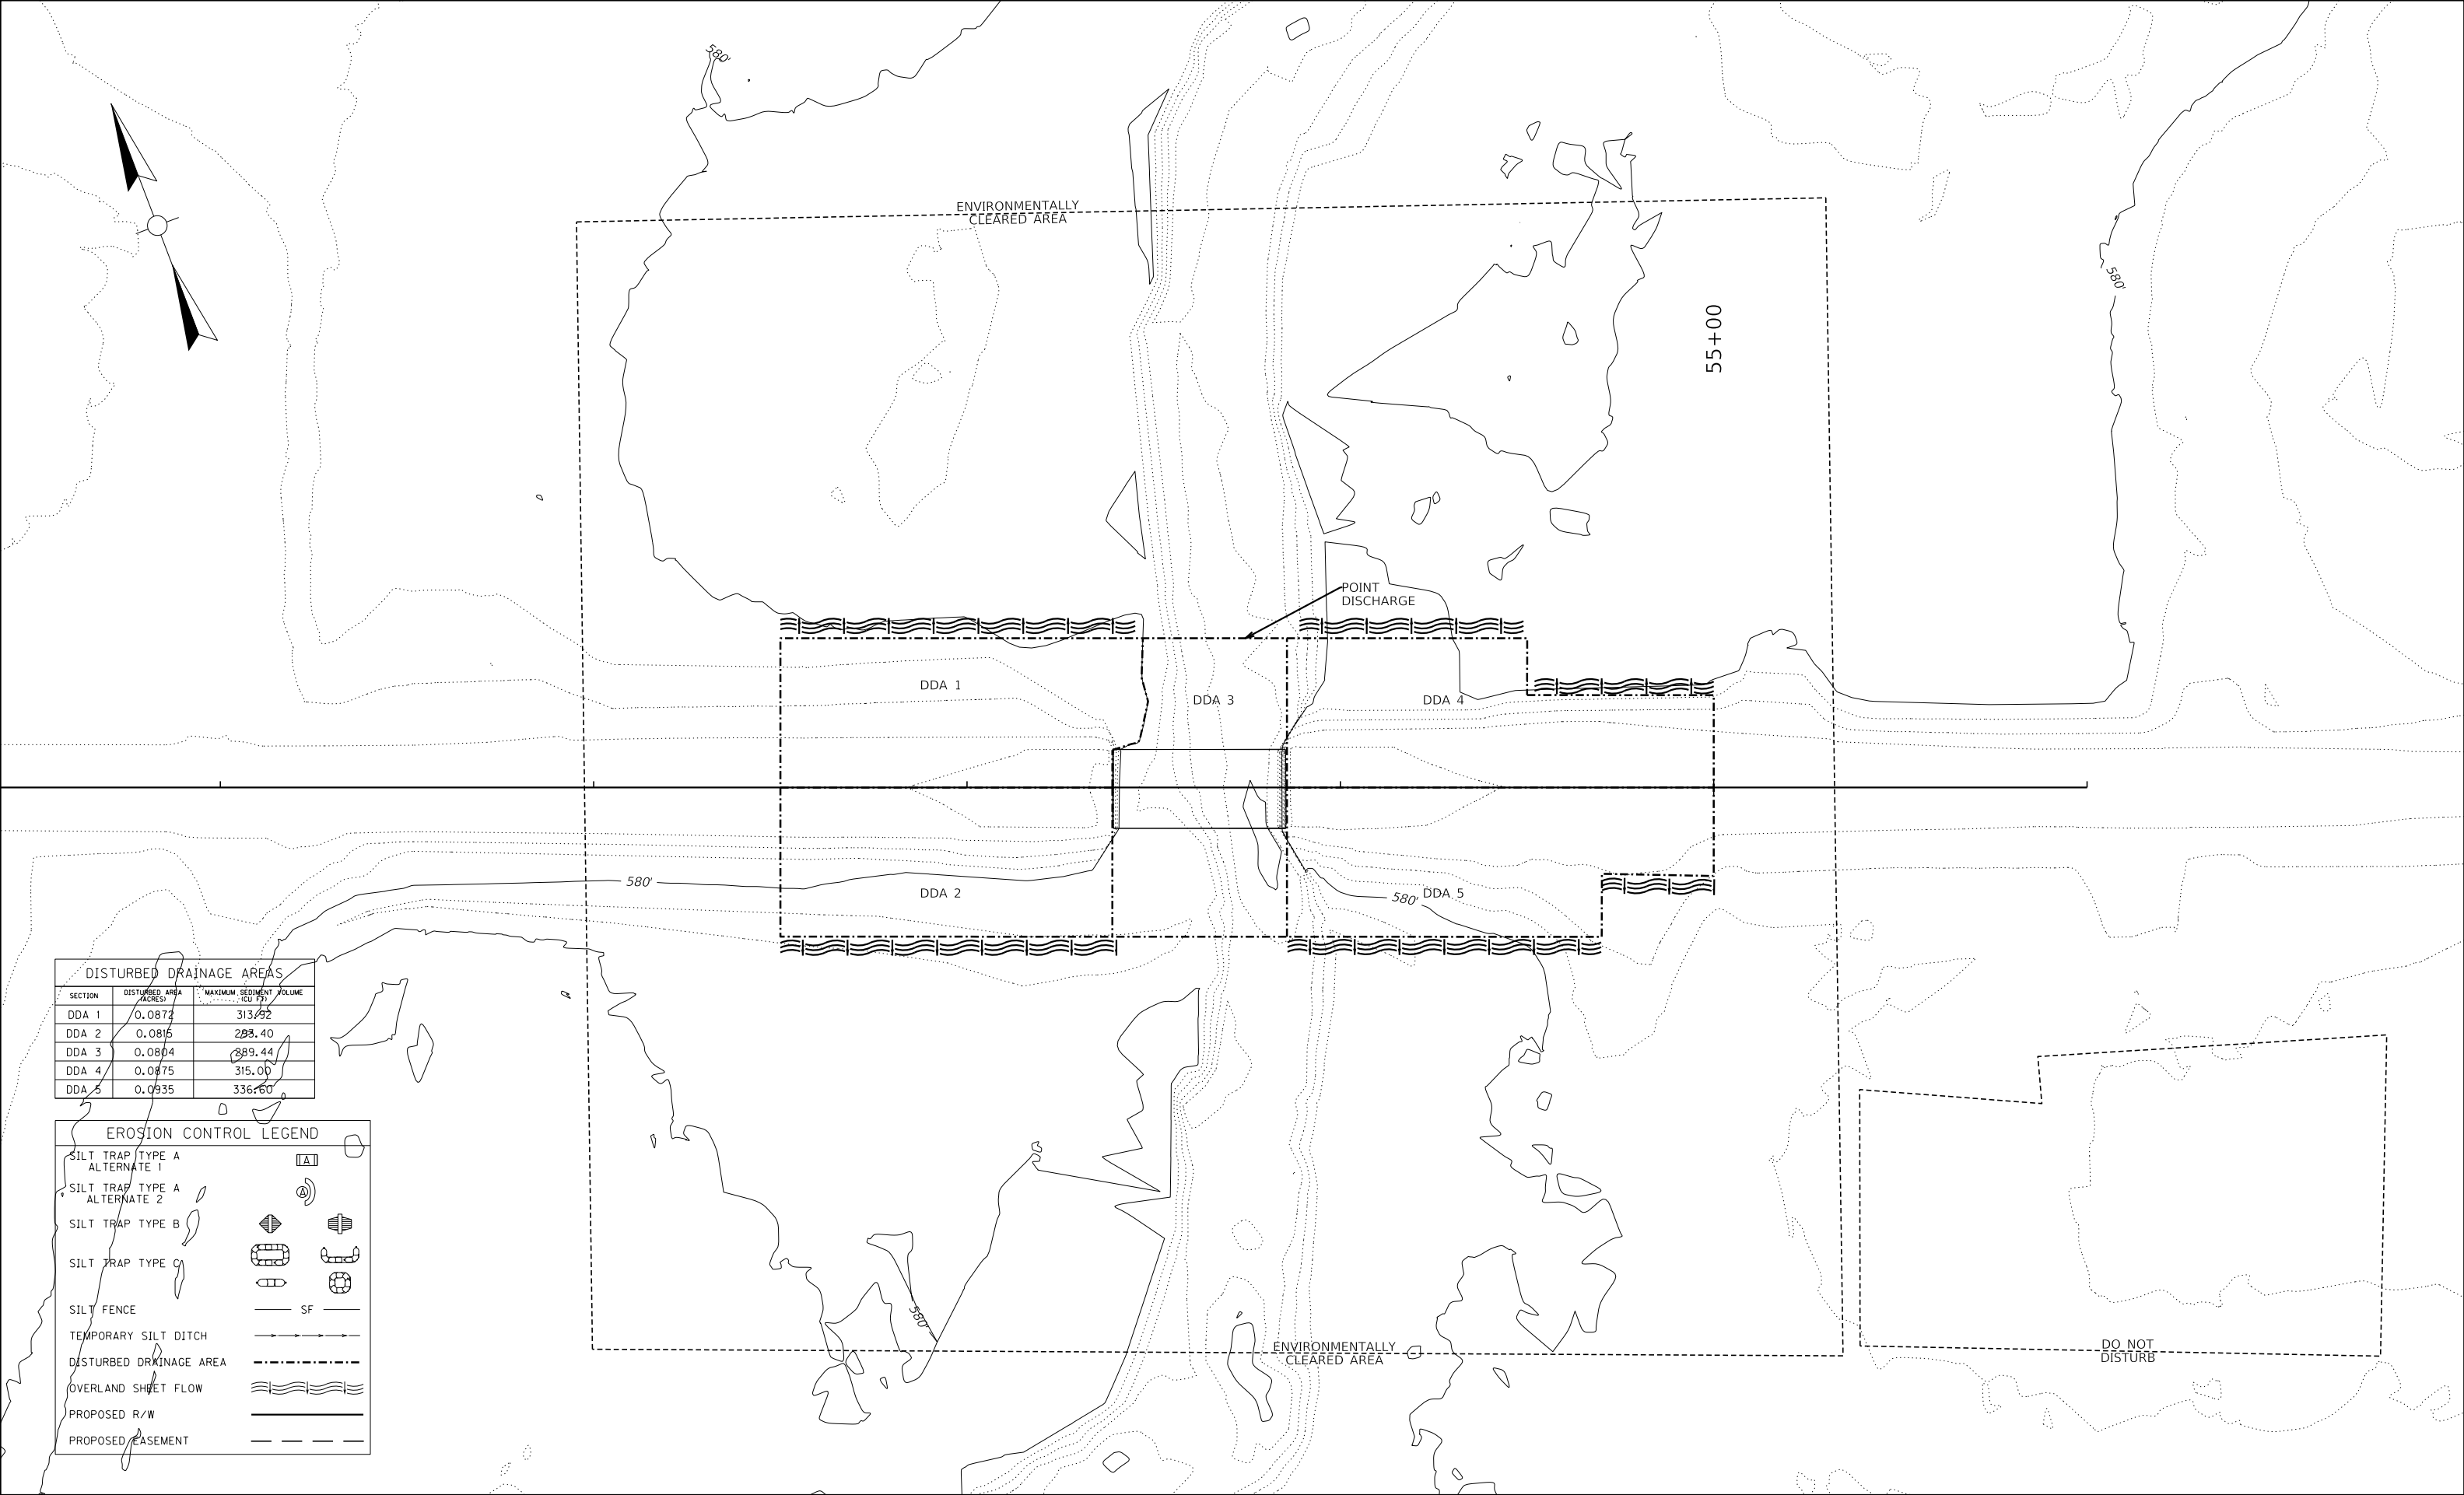 580'
ENVIRONMENTALLY
CLEARED AREA
580'
55+00
POINT
DISCHARGE
DDA 1
DDA 3
DDA 4
580'
DDA 2
580'
DDA 5
DISTURBED DRAINAGE AREAS
SECTION DISTURBED AREA (ACRES) MAXIMUM SEDIMENT VOLUME (CU FT)
DDA 1 0.0872 313.92
DDA 2 0.0815 293.40
DDA 3 0.0804 289.44
DDA 4 0.0875 315.00
DDA 5 0.0935 336.60
EROSION CONTROL LEGEND
SILT TRAP TYPE A
ALTERNATE 1
A
SILT TRAP TYPE A
ALTERNATE 2
A
SILT TRAP TYPE B
SILT TRAP TYPE C
SILT FENCE SF
TEMPORARY SILT DITCH
DISTURBED DRAINAGE AREA
OVERLAND SHEET FLOW
PROPOSED R/W
PROPOSED EASEMENT
580'
ENVIRONMENTALLY
CLEARED AREA
DO NOT
DISTURB